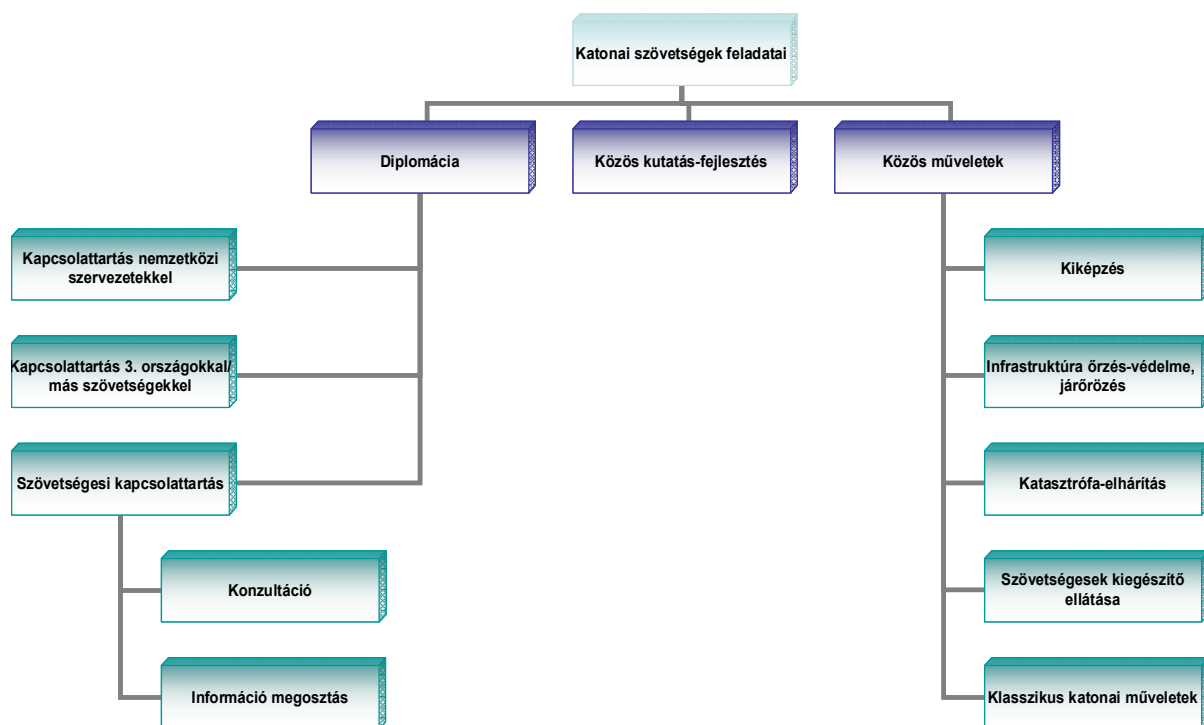 Katonai szövetségek feladatai
Diplomácia
Közös kutatás-fejlesztés
Közös műveletek
Kapcsolattartás nemzetközi
szervezetekkel
Kapcsolattartás 3. országokkal/
más szövetségekkel
Szövetségesi kapcsolattartás
Konzultáció
Információ megosztás
Kiképzés
Infrastruktúra őrzés-védelme,
járőrözés
Katasztrófa-elhárítás
Szövetségesek kiegészítő
ellátása
Klasszikus katonai műveletek